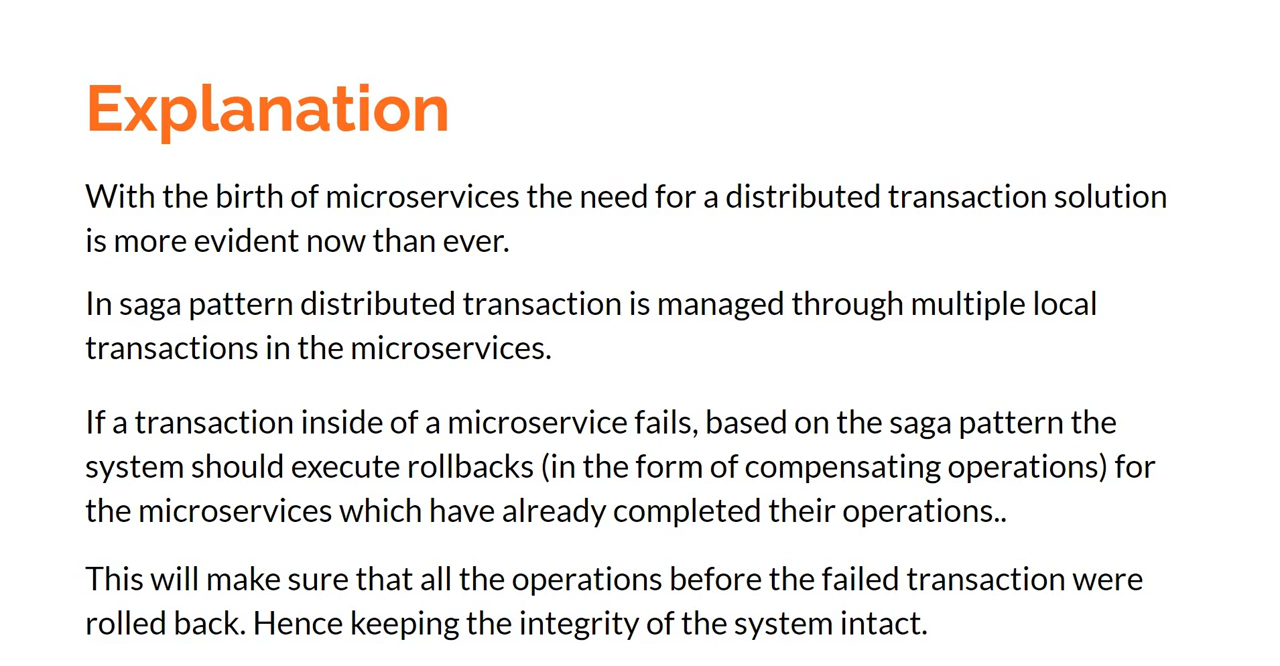 Explanation
With the birth of microservices the need for a distributed transaction solution
is more evident now than ever.
In saga pattern distributed transaction is managed through multiple local
transactions in the microservices.
If a transaction inside of a microservice fails, based on the saga pattern the
system should execute rollbacks (in the form of compensating operations) for
the microservices which have already completed their operations..
This will make sure that all the operations before the failed transaction were
rolled back. Hence keeping the integrity of the system intact.